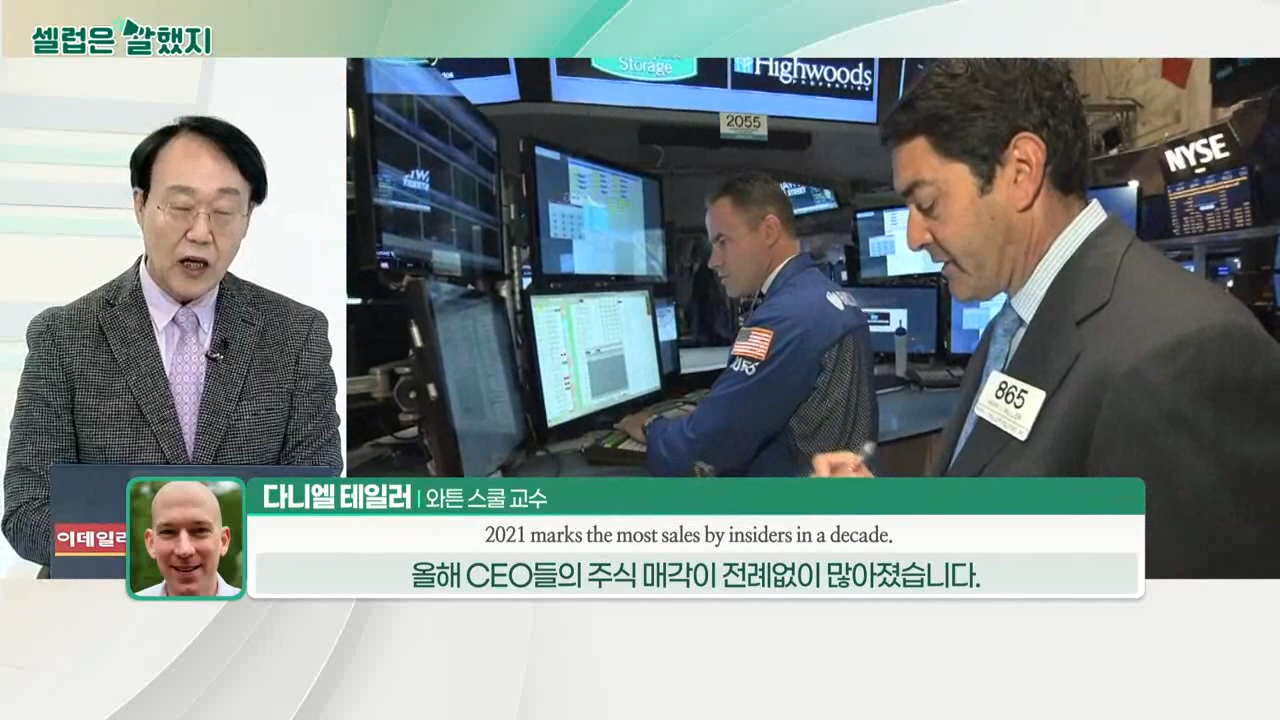 셀럽은 말했지
Storage
Highwoods
PROPERTIES
2055
NYSE
865
이데일리
다니엘 테일러 | 와튼 스쿨 교수
2021 marks the most sales by insiders in a decade.
올해 CEO들의 주식 매각이 전례없이 많아졌습니다.